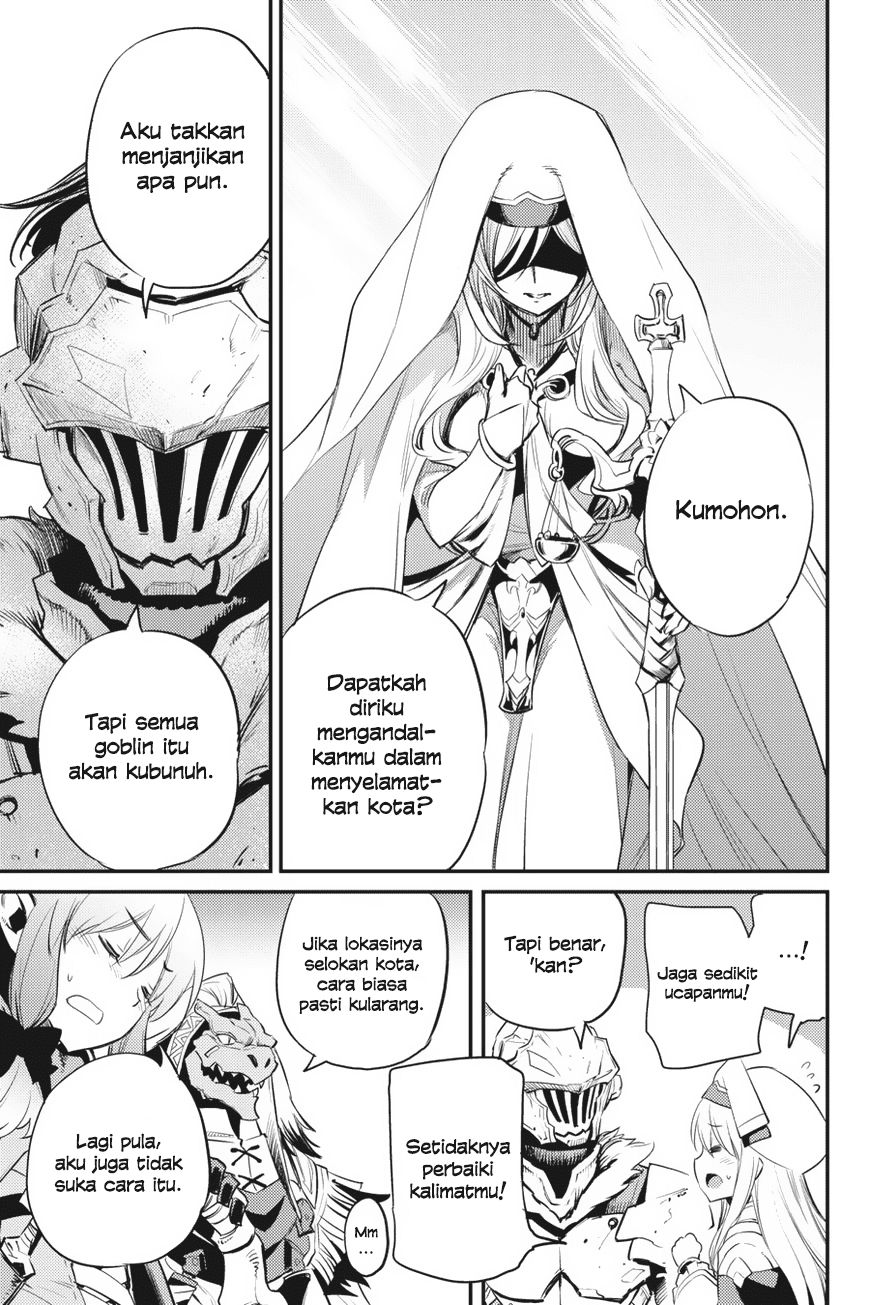 Kumohon.
Dapatkah
diriku
mengandal-
kanmu dalam
menyelamat-
kan kota?
Aku takkan
menjanjikan
apa pun.
Tapi semua
goblin itu
akan kubunuh.
...!
Jaga sedikit
ucapanmu!
Tapi benar,
'kan?
Setidaknya
perbaiki
kalimatmu!
Jika lokasinya
selokan kota,
cara biasa
pasti kularang.
Mm
...
Lagi pula,
aku juga tidak
suka cara itu.